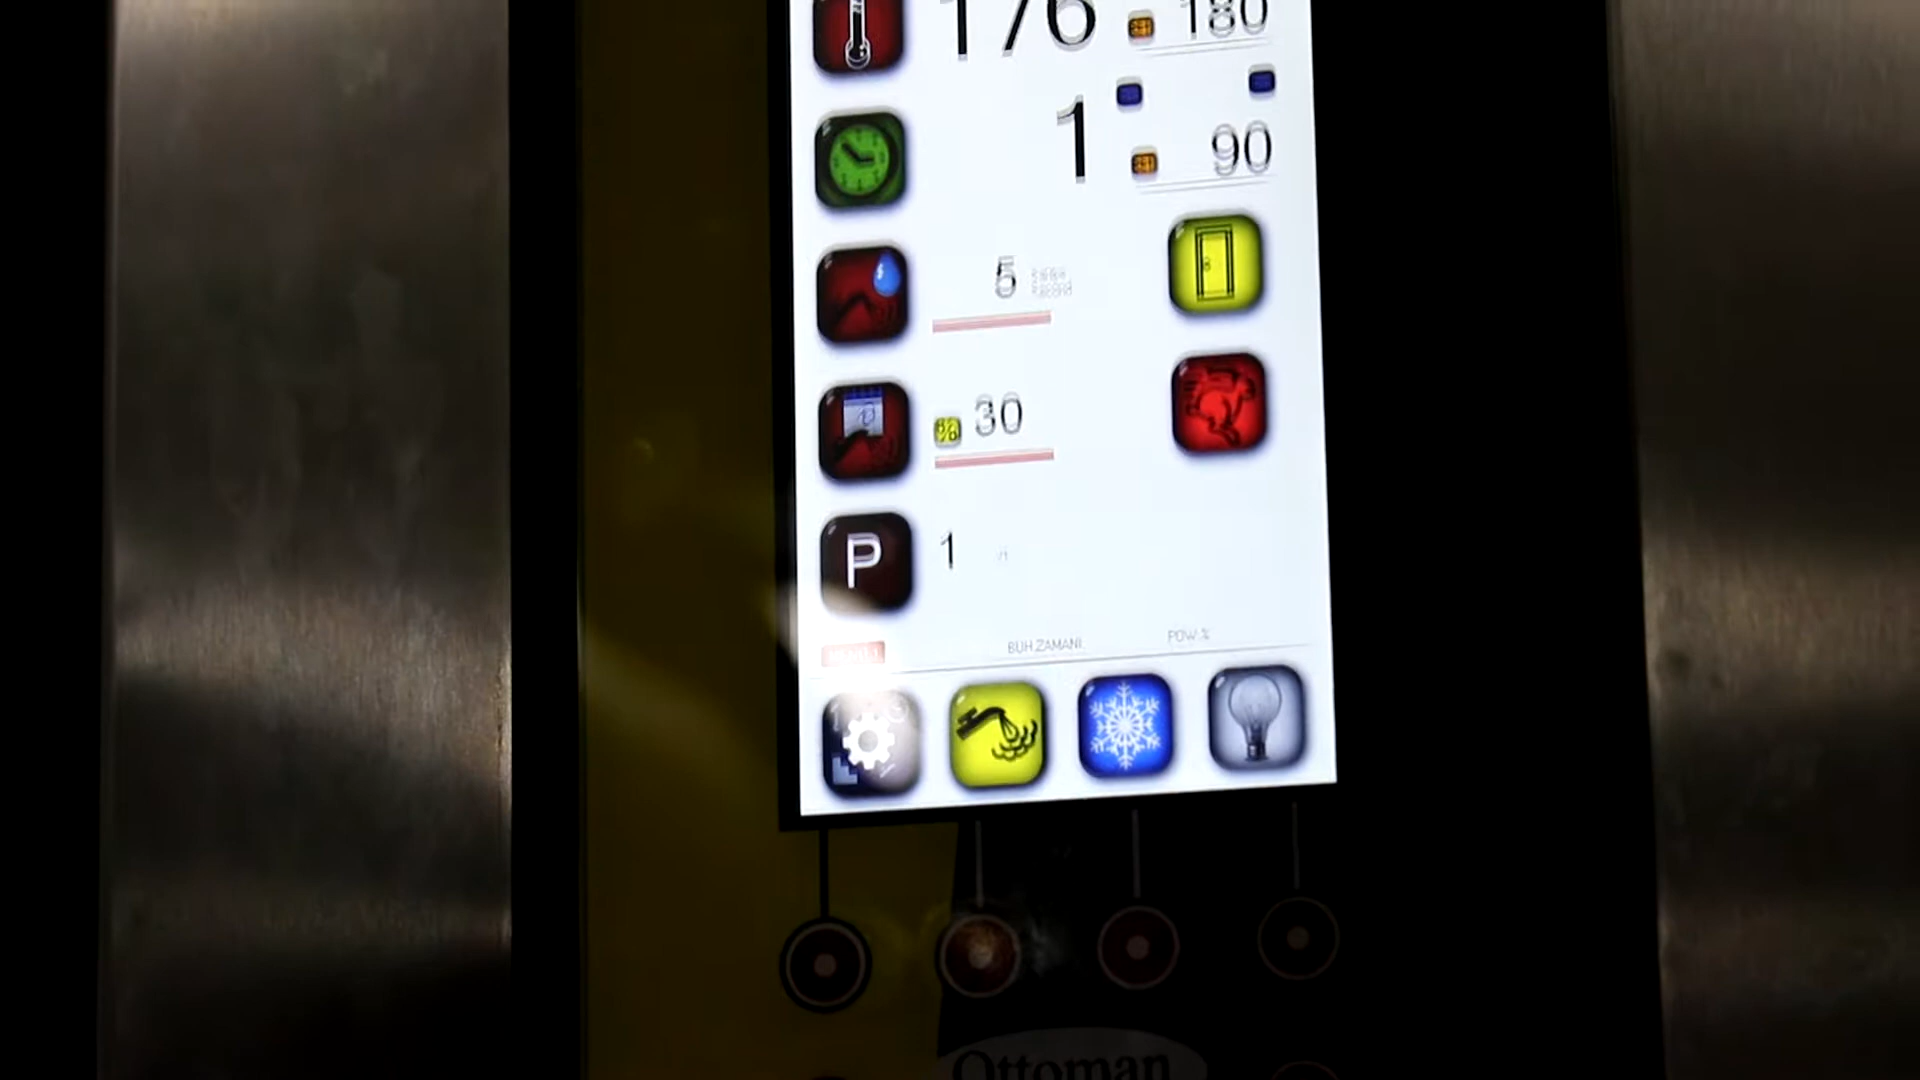 176 180
1 90
5
% 30
P 1
BUH.ZAMANI. POW.%
Ottoman